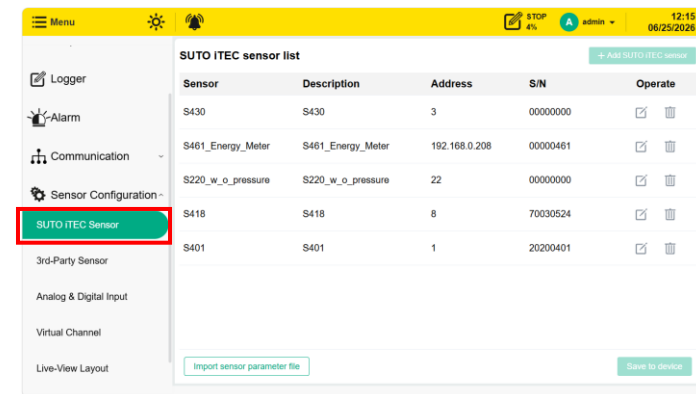 Menu
STOP
4%
A admin
12:15
06/25/2026
SUTO iTEC sensor list
+ Add SUTO iTEC sensor
Logger
Alarm
Communication
Sensor Configuration
SUTO iTEC Sensor
3rd-Party Sensor
Analog & Digital Input
Virtual Channel
Live-View Layout
Sensor Description Address S/N Operate
S430 S430 3 00000000
S461_Energy_Meter S461_Energy_Meter 192.168.0.208 00000461
S220_w_o_pressure S220_w_o_pressure 22 00000000
S418 S418 8 70030524
S401 S401 1 20200401
Import sensor parameter file
Save to device